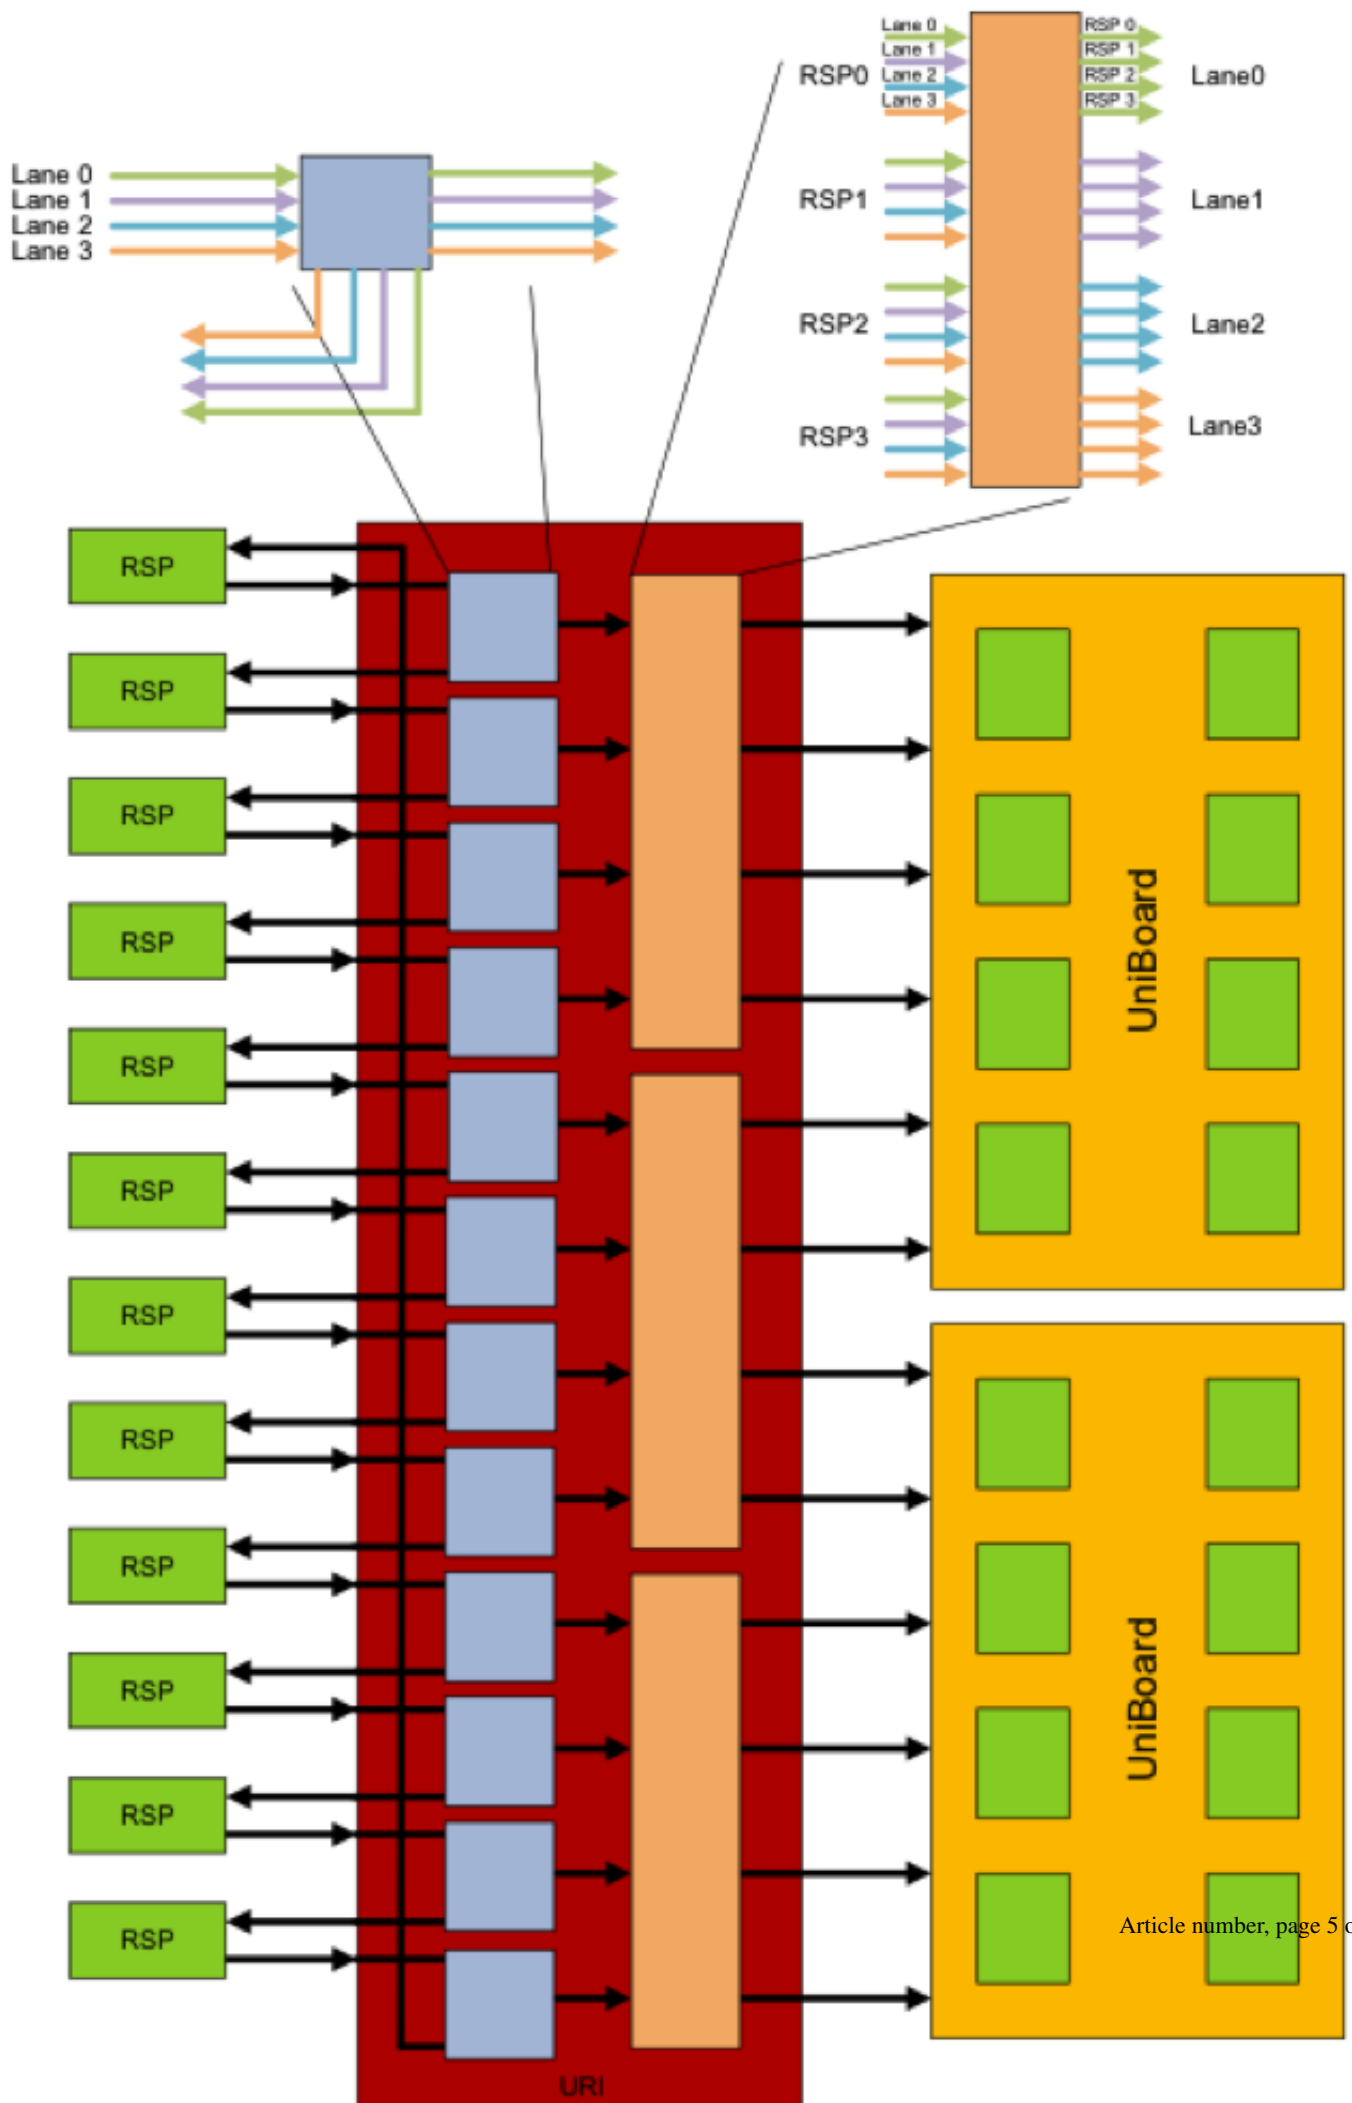 Lane 0
Lane 1
Lane 2
Lane 3
RSP0
Lane 0
Lane 1
Lane 2
Lane 3
RSP 0
RSP 1
RSP 2
RSP 3
Lane0
RSP1
Lane1
RSP2
Lane2
RSP3
Lane3
RSP
RSP
RSP
RSP
RSP
RSP
RSP
RSP
RSP
RSP
RSP
RSP
UniBoard
UniBoard
Article number, page 5 o
URI